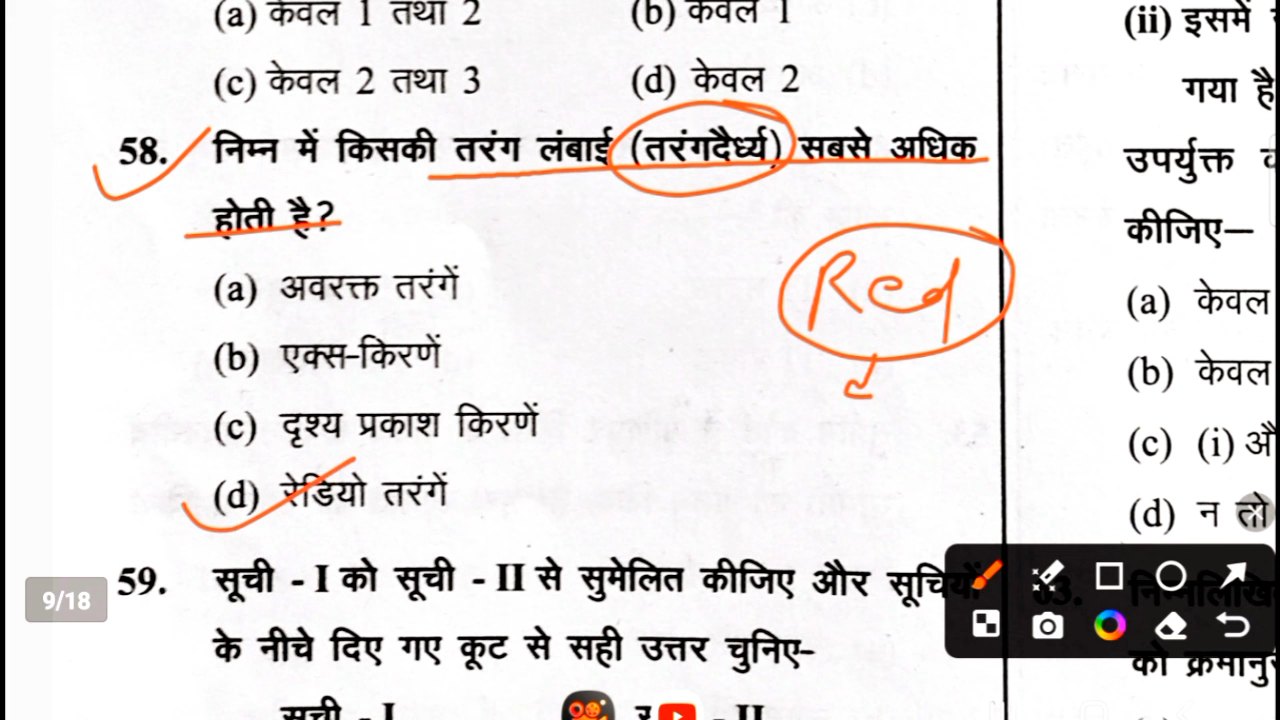 (a) केवल 1 तथा 2 (b) केवल 1
(c) केवल 2 तथा 3 (d) केवल 2
58. निम्न में किसकी तरंग लंबाई (तरंगदैर्ध्य) सबसे अधिक
होती है?
(a) अवरक्त तरंगें
(b) एक्स-किरणें
(c) दृश्य प्रकाश किरणें
(d) रेडियो तरंगें
Red
59. सूची - I को सूची - II से सुमेलित कीजिए और सूचियों
के नीचे दिए गए कूट से सही उत्तर चुनिए-
सूची - I - II
9/18
(ii) इसमें
गया है
उपर्युक्त
कीजिए–
(a) केवल
(b) केवल
(c) (i) औ
(d) न तो
को